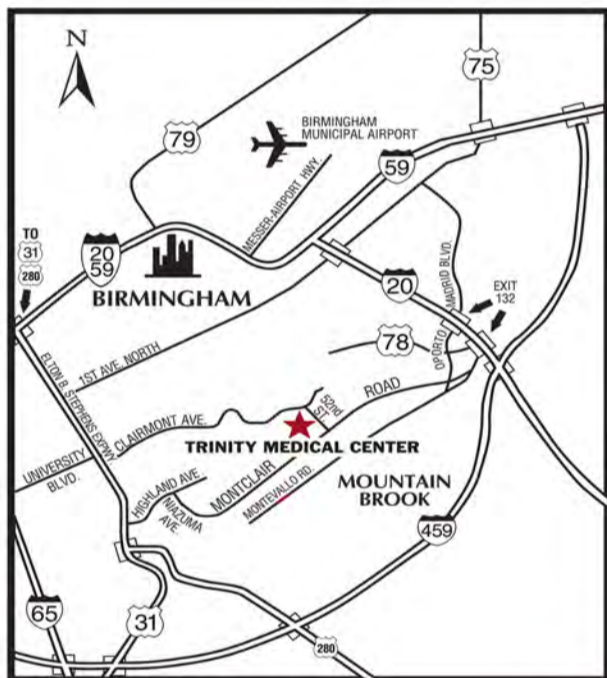 N
75
79
BIRMINGHAM
MUNICIPAL AIRPORT
59
MESSER-AIRPORT HWY.
TO
31
280
20
59
BIRMINGHAM
20
OPORTO MADRID BLVD.
EXIT
132
78
1ST AVE. NORTH
ELTON B. STEPHENS EXPWY
52nd
ST.
ROAD
CLAIRMONT AVE.
TRINITY MEDICAL CENTER
UNIVERSITY
BLVD.
HIGHLAND AVE.
NIAZUMA
AVE.
MONTCLAIR
MONTEVALLO RD.
MOUNTAIN
BROOK
459
65
31
280